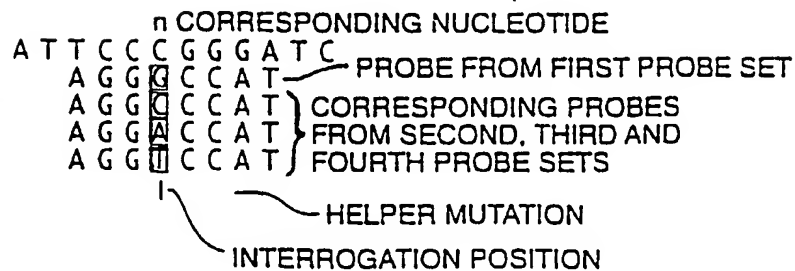 n CORRESPONDING NUCLEOTIDE
A T T C C C G G G A T C
A G G G C C A T PROBE FROM FIRST PROBE SET
A G G C C C A T CORRESPONDING PROBES
A G G A C C A T FROM SECOND, THIRD AND
A G G T C C A T FOURTH PROBE SETS
I HELPER MUTATION
INTERROGATION POSITION